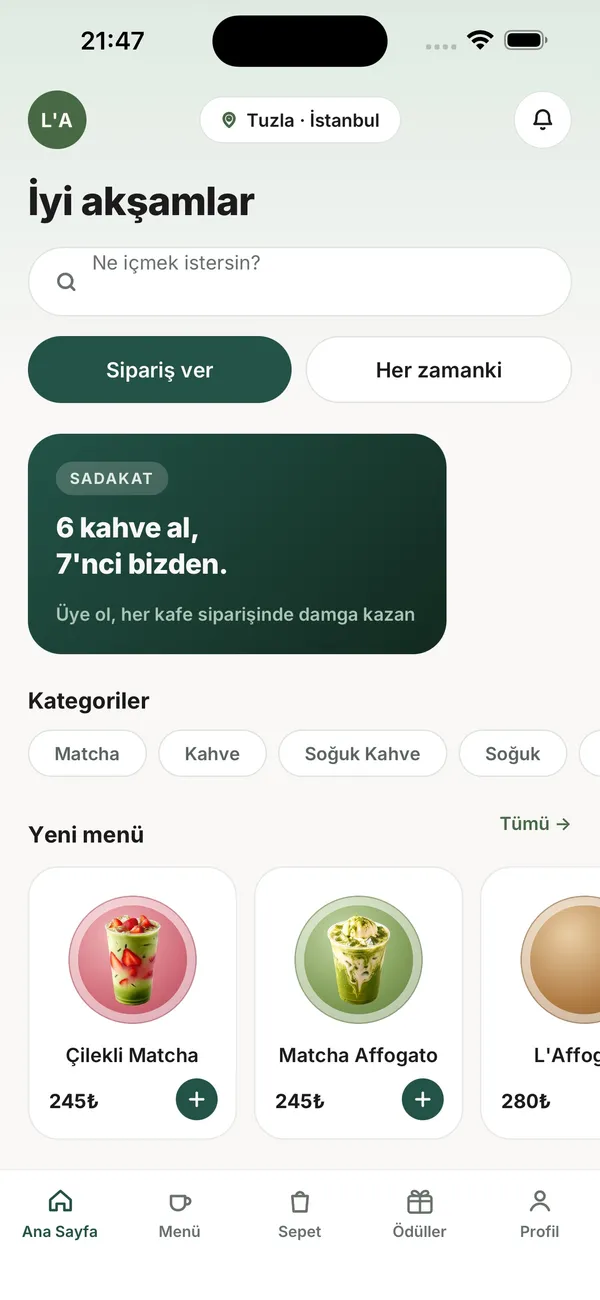 21:47
L'A
Tuzla · İstanbul
İyi akşamlar
Ne içmek istersin?
Sipariş ver
Her zamanki
SADAKAT
6 kahve al,
7'nci bizden.
Üye ol, her kafe siparişinde damga kazan
Kategoriler
Matcha
Kahve
Soğuk Kahve
Soğuk
Yeni menü
Tümü →
Çilekli Matcha
Matcha Affogato
L'Affog
245₺
245₺
280₺
Ana Sayfa
Menü
Sepet
Ödüller
Profil